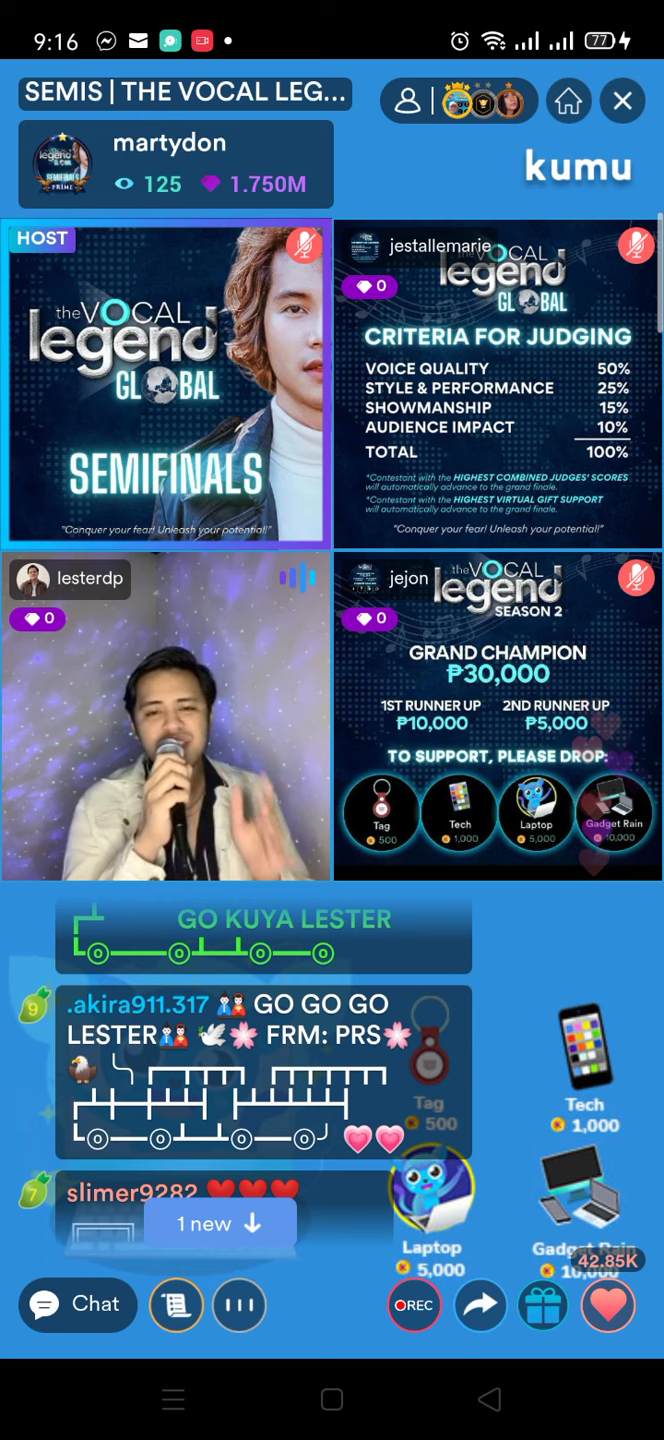 9:16
77
SEMIS | THE VOCAL LEG...
martydon
125
1.750M
PRIME
kumu
HOST
the VOCAL
legend
GLOBAL
SEMIFINALS
"Conquer your fear! Unleash your potential!"
jestallemarie
0
the VOCAL
legend
GLOBAL
CRITERIA FOR JUDGING
VOICE QUALITY 50%
STYLE & PERFORMANCE 25%
SHOWMANSHIP 15%
AUDIENCE IMPACT 10%
TOTAL 100%
*Contestant with the HIGHEST COMBINED JUDGES' SCORES
will automatically advance to the grand finale.
*Contestant with the HIGHEST VIRTUAL GIFT SUPPORT
will automatically advance to the grand finale.
"Conquer your fear! Unleash your potential!"
lesterdp
0
jejon
0
the VOCAL
legend
SEASON 2
GRAND CHAMPION
₱30,000
1ST RUNNER UP 2ND RUNNER UP
₱10,000 ₱5,000
TO SUPPORT, PLEASE DROP:
Tag Tech Laptop Gadget Rain
500 1,000 5,000 10,000
GO KUYA LESTER
9
.akira911.317 GO GO GO
LESTER FRM: PRS
7
slimer9282
1 new
Tag
500
Tech
1,000
Laptop
5,000
Gadget Rain
10,000
42.85K
Chat
REC